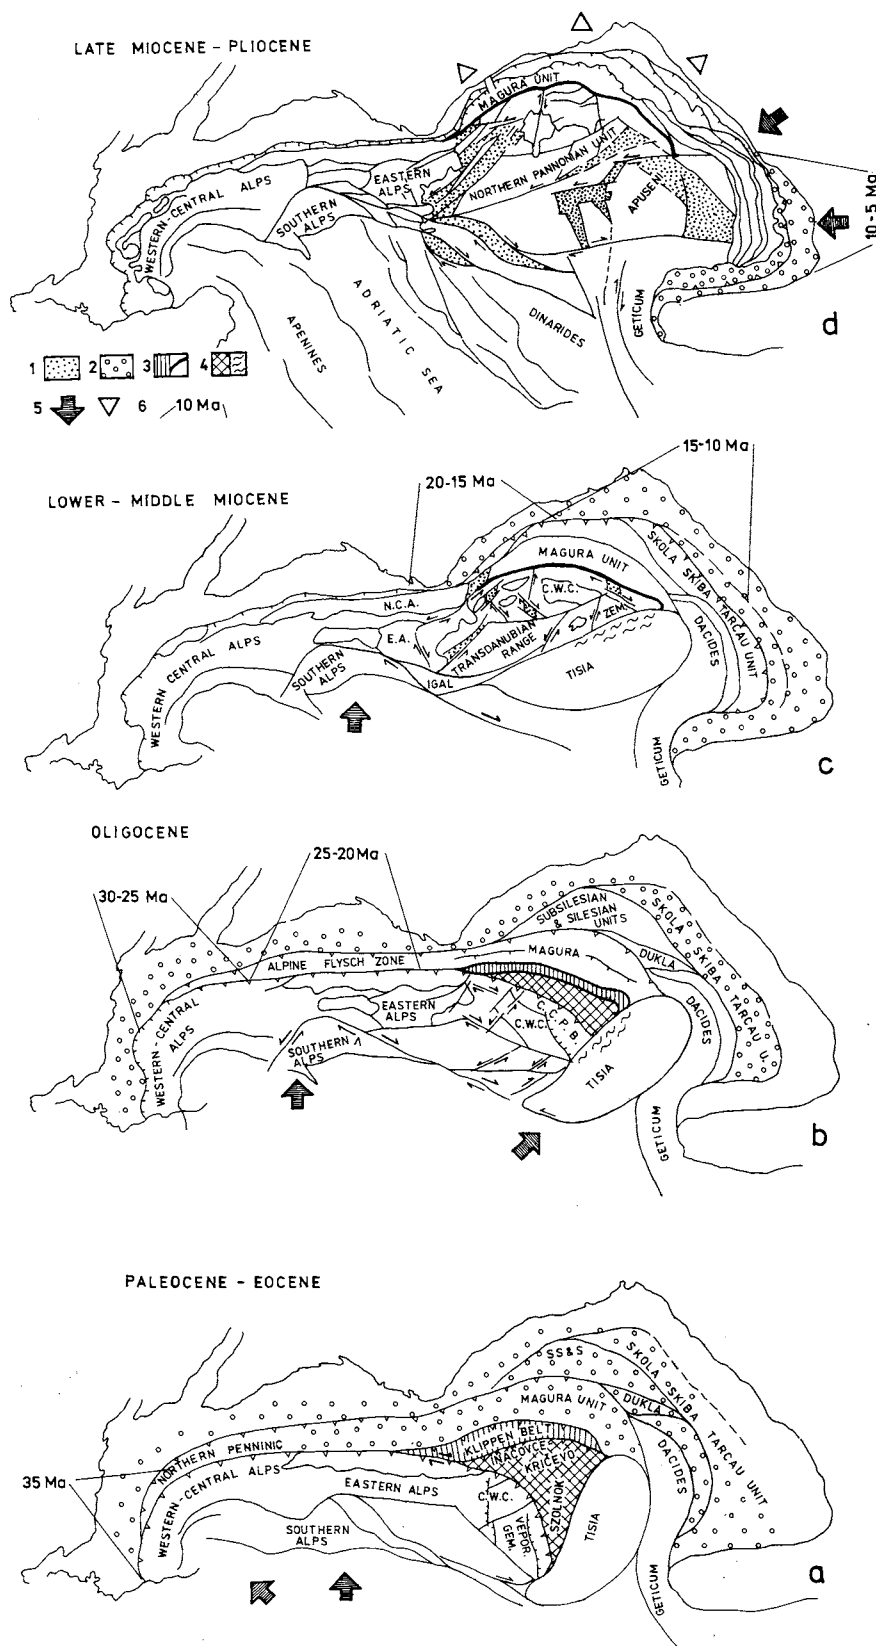 LATE MIOCENE - PLIOCENE
MAGURA UNIT
WESTERN-CENTRAL ALPS
EASTERN
ALPS
SOUTHERN
ALPS
NORTHERN PANNONIAN UNIT
APUSENI
10-5 Ma
ADRIATIC SEA
APENINES
DINARIDES
GETICUM
d
1
2
3
4
5
6
10 Ma
LOWER - MIDDLE MIOCENE
20-15 Ma
15-10 Ma
MAGURA UNIT
SKOLA SKIBA TARCAU UNIT
N.C.A.
C.W.C.
E.A.
ZEM.
TRANSDANUBIAN
RANGE
DACIDES
WESTERN CENTRAL ALPS
SOUTHERN
ALPS
IGAL
TISIA
GETICUM
c
OLIGOCENE
25-20 Ma
30-25 Ma
SUBSILESIAN
& SILESIAN
UNITS
SKOLA SKIBA TARCAU U.
ALPINE FLYSCH ZONE
MAGURA
DUKLA
EASTERN
ALPS
C.W.C.
C.C.P.B.
DACIDES
WESTERN-CENTRAL
ALPS
SOUTHERN
ALPS
TISIA
GETICUM
b
PALEOCENE - EOCENE
SS&S
SKOLA SKIBA TARCAU UNIT
MAGURA UNIT
DUKLA
NORTHERN PENNINIC
KLIPPEN BELT
INACOVCE
KRIČEVO
DACIDES
35 Ma
WESTERN-CENTRAL ALPS
EASTERN ALPS
C.W.C.
SZOLNOK
VEPOR.
GEM.
TISIA
SOUTHERN
ALPS
GETICUM
a